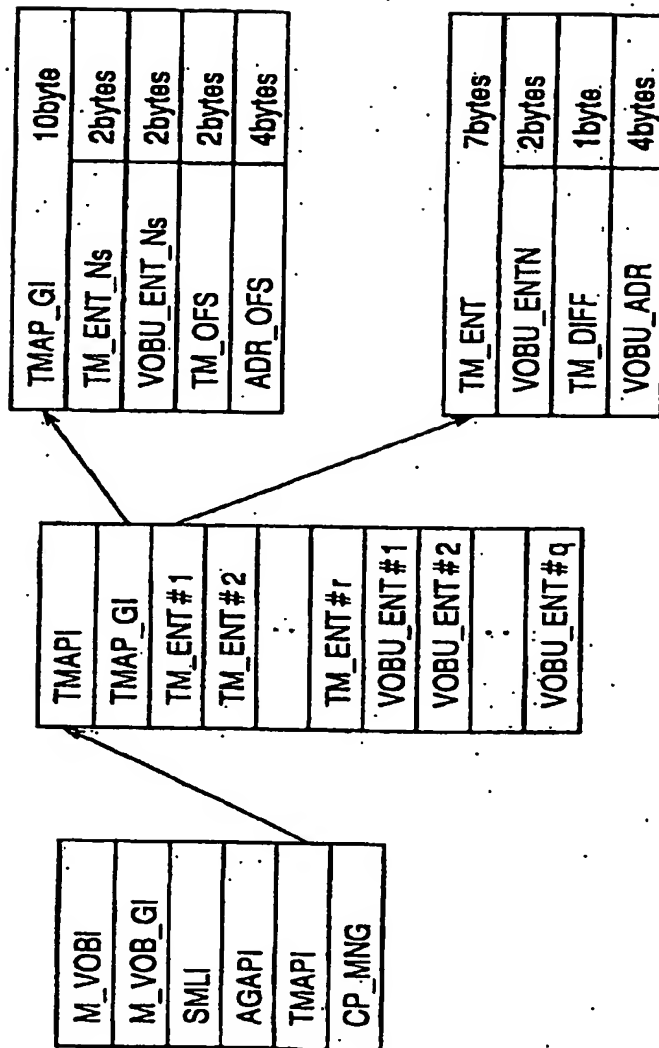 M_VOBI
M_VOB_GI
SMLI
AGAPI
TMAPI
CP_MNG
TMAPI
TMAP_GI
TM_ENT#1
TM_ENT#2
. .
TM_ENT#r
VOBU_ENT#1
VOBU_ENT#2
. .
VOBU_ENT#q
TMAP_GI 10byte
TM_ENT_Ns 2bytes
VOBU_ENT_Ns 2bytes
TM_OFS 2bytes
ADR_OFS 4bytes
TM_ENT 7bytes
VOBU_ENTN 2bytes
TM_DIFF 1byte
VOBU_ADR 4bytes